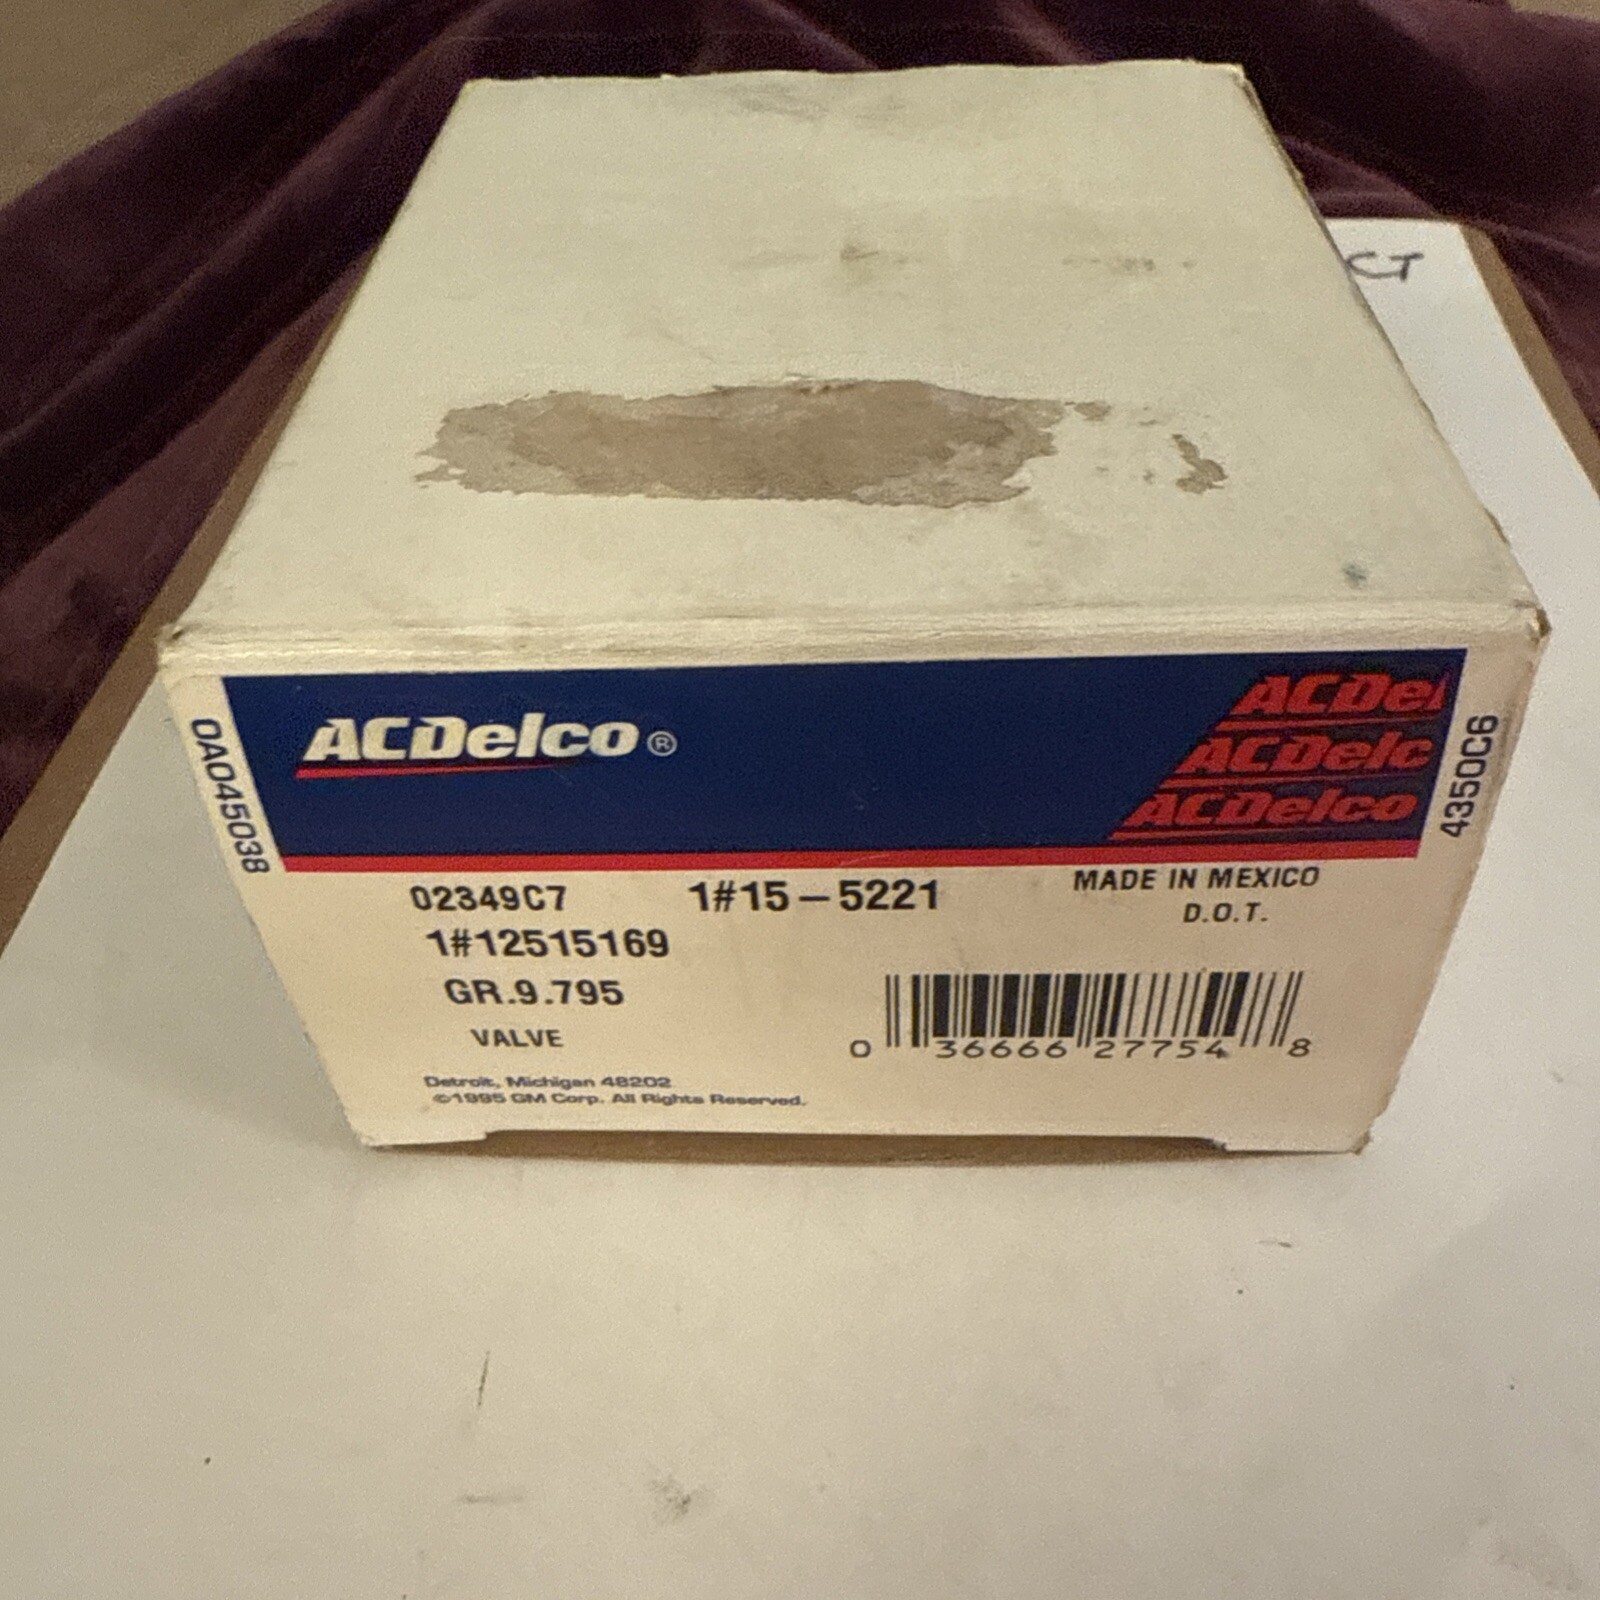 CT
ACDelco®
ACDel
ACDelc
ACDelco
0A045038
4350C6
02349C7 1#15-5221 MADE IN MEXICO
D.O.T.
1#12515169
GR.9.795
VALVE
0 36666 27754 8
Detroit, Michigan 48202
©1995 GM Corp. All Rights Reserved.